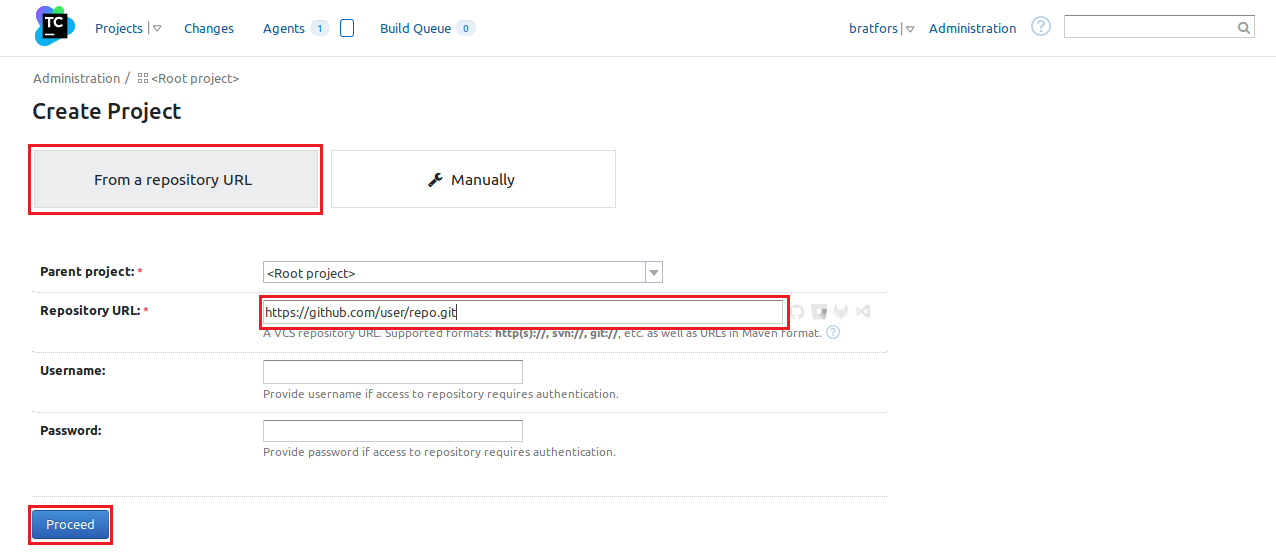 TC
Projects Changes Agents 1 Build Queue 0 bratfors Administration ?
Administration / <Root project>
Create Project
From a repository URL Manually
Parent project: * <Root project>
Repository URL: * https://github.com/user/repo.git
A VCS repository URL. Supported formats: http(s)://, svn://, git://, etc. as well as URLs in Maven format. ?
Username:
Provide username if access to repository requires authentication.
Password:
Provide password if access to repository requires authentication.
Proceed